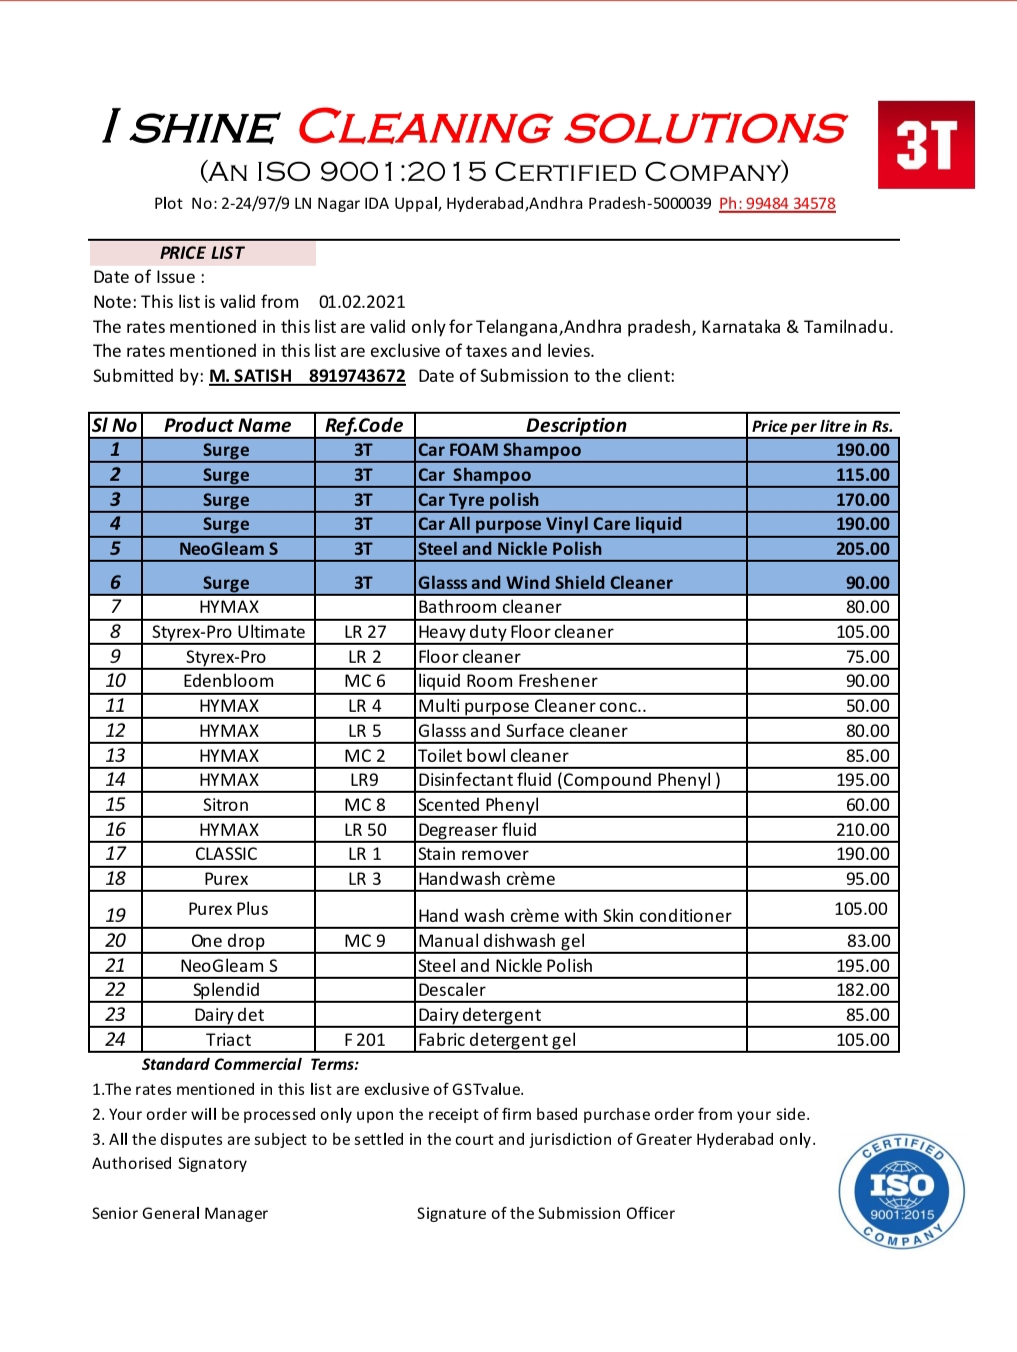 I SHINE CLEANING SOLUTIONS
3T
(AN ISO 9001:2015 CERTIFIED COMPANY)
Plot No: 2-24/97/9 LN Nagar IDA Uppal, Hyderabad,Andhra Pradesh-5000039 Ph: 99484 34578
PRICE LIST
Date of Issue :
Note: This list is valid from 01.02.2021
The rates mentioned in this list are valid only for Telangana,Andhra pradesh, Karnataka & Tamilnadu.
The rates mentioned in this list are exclusive of taxes and levies.
Submitted by: M. SATISH 8919743672 Date of Submission to the client:
Sl No Product Name Ref.Code Description Price per litre in Rs.
1 Surge 3T Car FOAM Shampoo 190.00
2 Surge 3T Car Shampoo 115.00
3 Surge 3T Car Tyre polish 170.00
4 Surge 3T Car All purpose Vinyl Care liquid 190.00
5 NeoGleam S 3T Steel and Nickle Polish 205.00
6 Surge 3T Glasss and Wind Shield Cleaner 90.00
7 HYMAX Bathroom cleaner 80.00
8 Styrex-Pro Ultimate LR 27 Heavy duty Floor cleaner 105.00
9 Styrex-Pro LR 2 Floor cleaner 75.00
10 Edenbloom MC 6 liquid Room Freshener 90.00
11 HYMAX LR 4 Multi purpose Cleaner conc.. 50.00
12 HYMAX LR 5 Glasss and Surface cleaner 80.00
13 HYMAX MC 2 Toilet bowl cleaner 85.00
14 HYMAX LR9 Disinfectant fluid (Compound Phenyl ) 195.00
15 Sitron MC 8 Scented Phenyl 60.00
16 HYMAX LR 50 Degreaser fluid 210.00
17 CLASSIC LR 1 Stain remover 190.00
18 Purex LR 3 Handwash crème 95.00
19 Purex Plus Hand wash crème with Skin conditioner 105.00
20 One drop MC 9 Manual dishwash gel 83.00
21 NeoGleam S Steel and Nickle Polish 195.00
22 Splendid Descaler 182.00
23 Dairy det Dairy detergent 85.00
24 Triact F 201 Fabric detergent gel 105.00
Standard Commercial Terms:
1.The rates mentioned in this list are exclusive of GSTvalue.
2. Your order will be processed only upon the receipt of firm based purchase order from your side.
3. All the disputes are subject to be settled in the court and jurisdiction of Greater Hyderabad only.
Authorised Signatory
Senior General Manager Signature of the Submission Officer
CERTIFIED
ISO
9001:2015
COMPANY